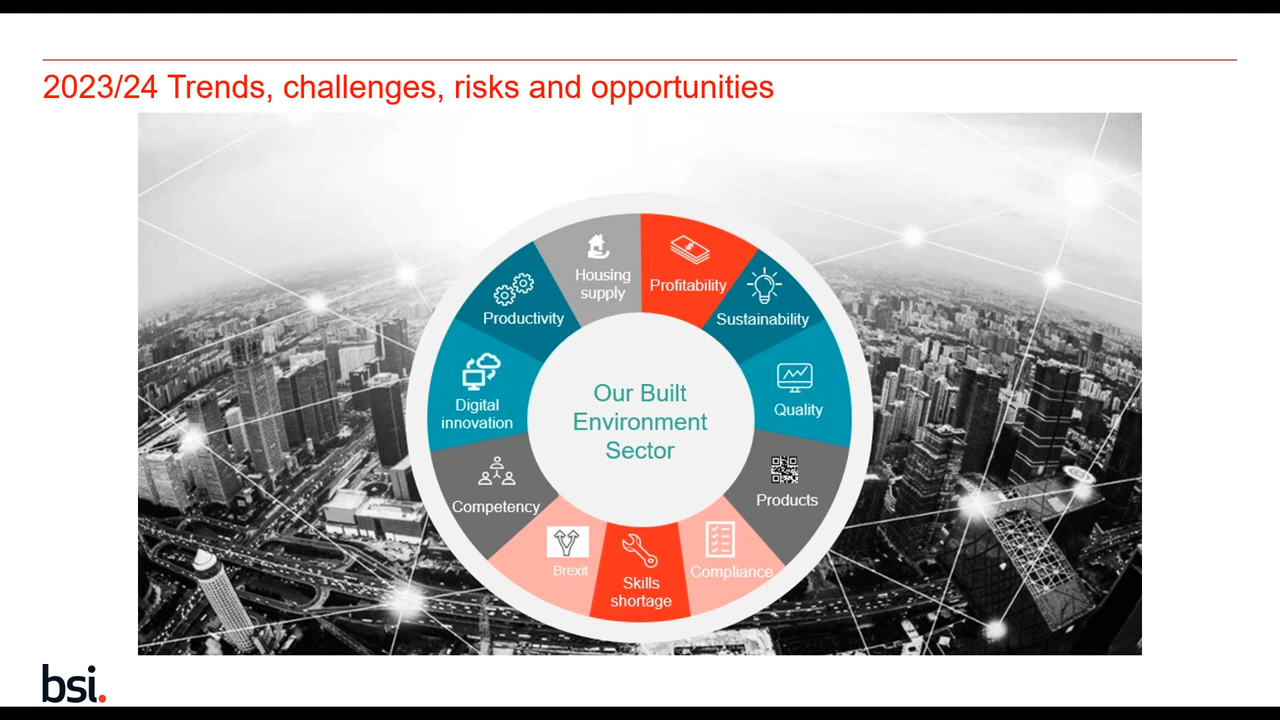 2023/24 Trends, challenges, risks and opportunities
Housing
supply
Profitability
Sustainability
Quality
Products
Compliance
Skills
shortage
Brexit
Competency
Digital
innovation
Productivity
Our Built
Environment
Sector
bsi.